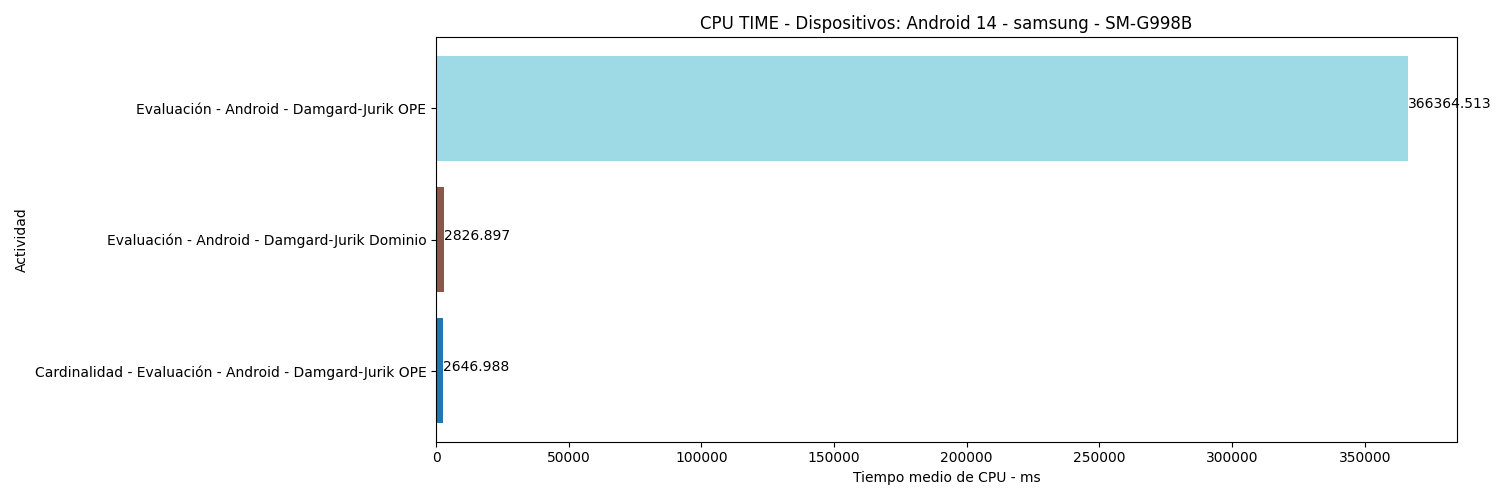 CPU TIME - Dispositivos: Android 14 - samsung - SM-G998B
Actividad
Evaluación - Android - Damgard-Jurik OPE
366364.513
Evaluación - Android - Damgard-Jurik Dominio
2826.897
Cardinalidad - Evaluación - Android - Damgard-Jurik OPE
2646.988
0 50000 100000 150000 200000 250000 300000 350000
Tiempo medio de CPU - ms